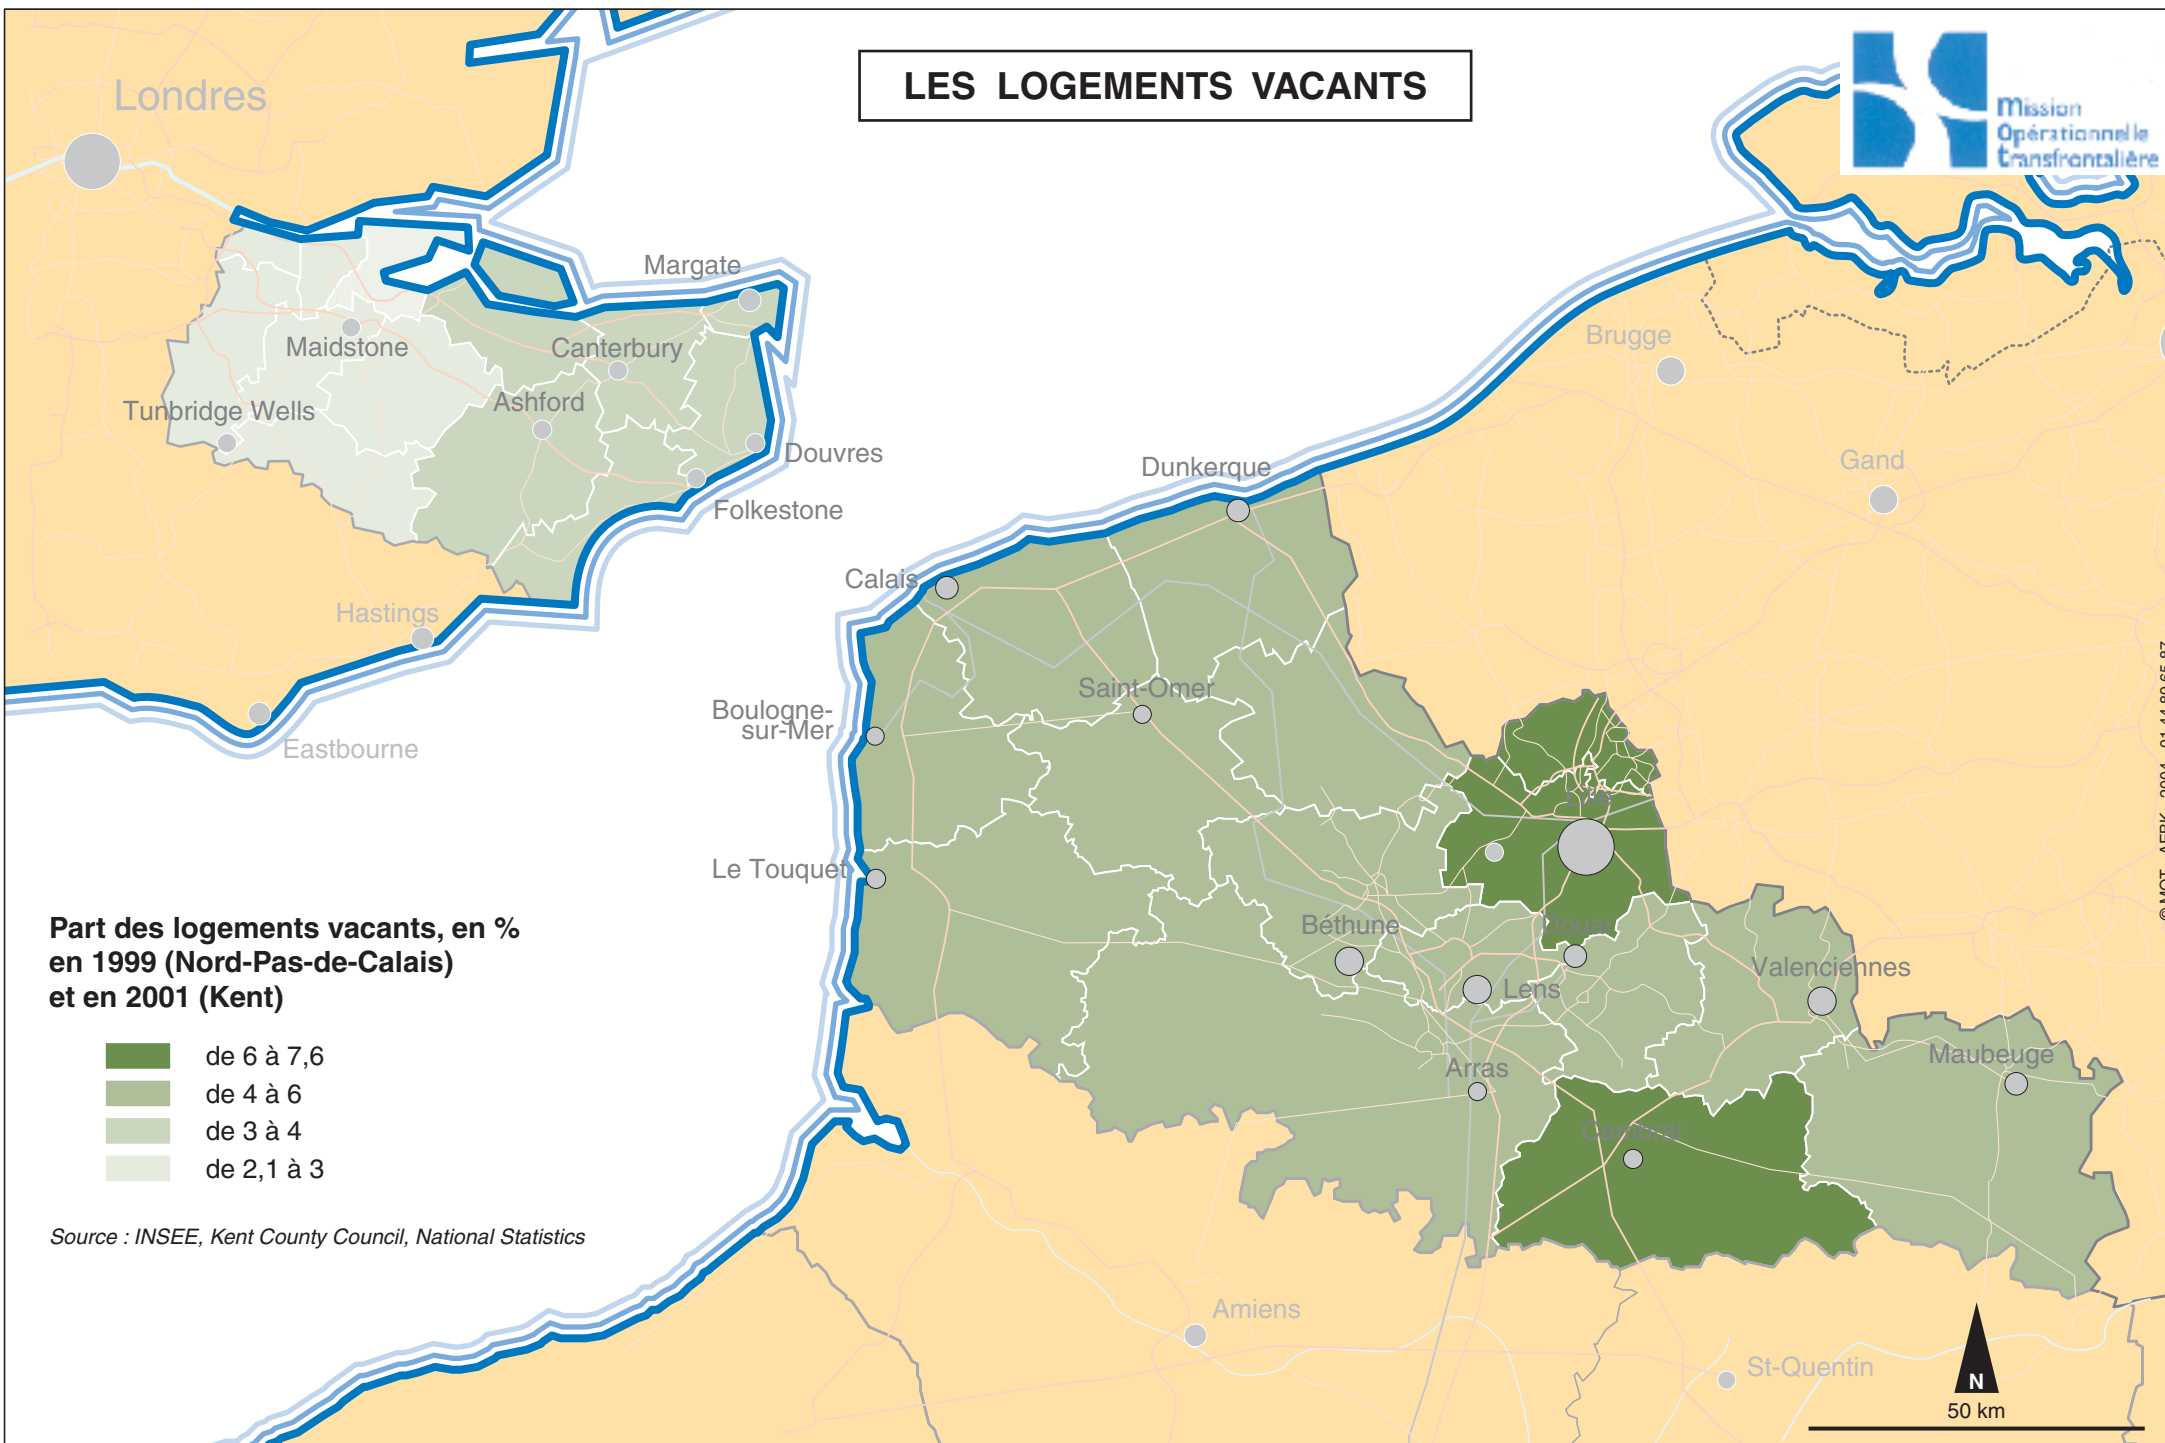 LES LOGEMENTS VACANTS
mission
opérationnelle
transfrontalière
Londres
Margate
Maidstone
Canterbury
Ashford
Tunbridge Wells
Douvres
Folkestone
Hastings
Eastbourne
Brugge
Gand
Dunkerque
Calais
Saint-Omer
Boulogne-
sur-Mer
Lille
Le Touquet
Béthune
Douai
Lens
Valenciennes
Arras
Maubeuge
Cambrai
Amiens
St-Quentin
Part des logements vacants, en %
en 1999 (Nord-Pas-de-Calais)
et en 2001 (Kent)
de 6 à 7,6
de 4 à 6
de 3 à 4
de 2,1 à 3
Source : INSEE, Kent County Council, National Statistics
N
50 km